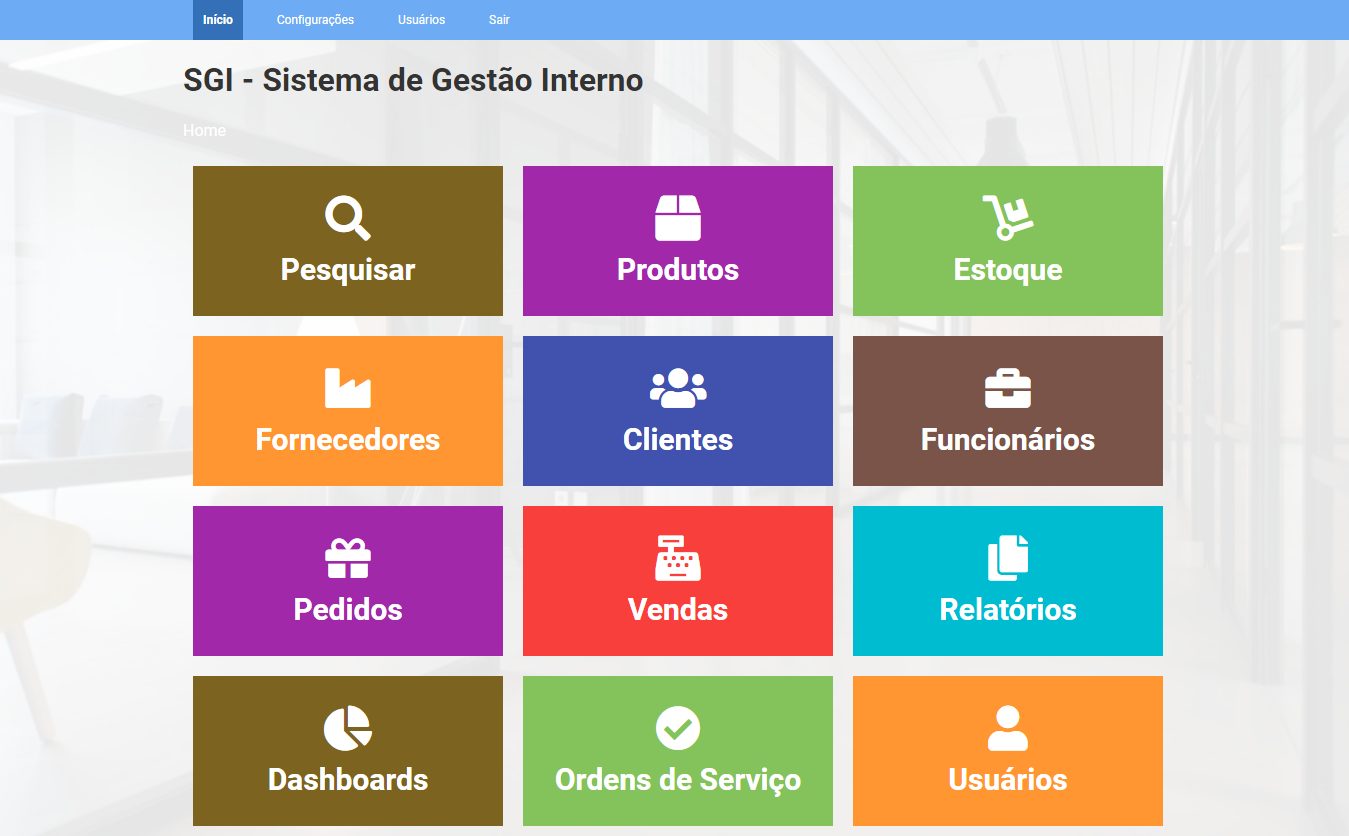 Início Configurações Usuários Sair
SGI - Sistema de Gestão Interno
Home
Pesquisar Produtos Estoque
Fornecedores Clientes Funcionários
Pedidos Vendas Relatórios
Dashboards Ordens de Serviço Usuários